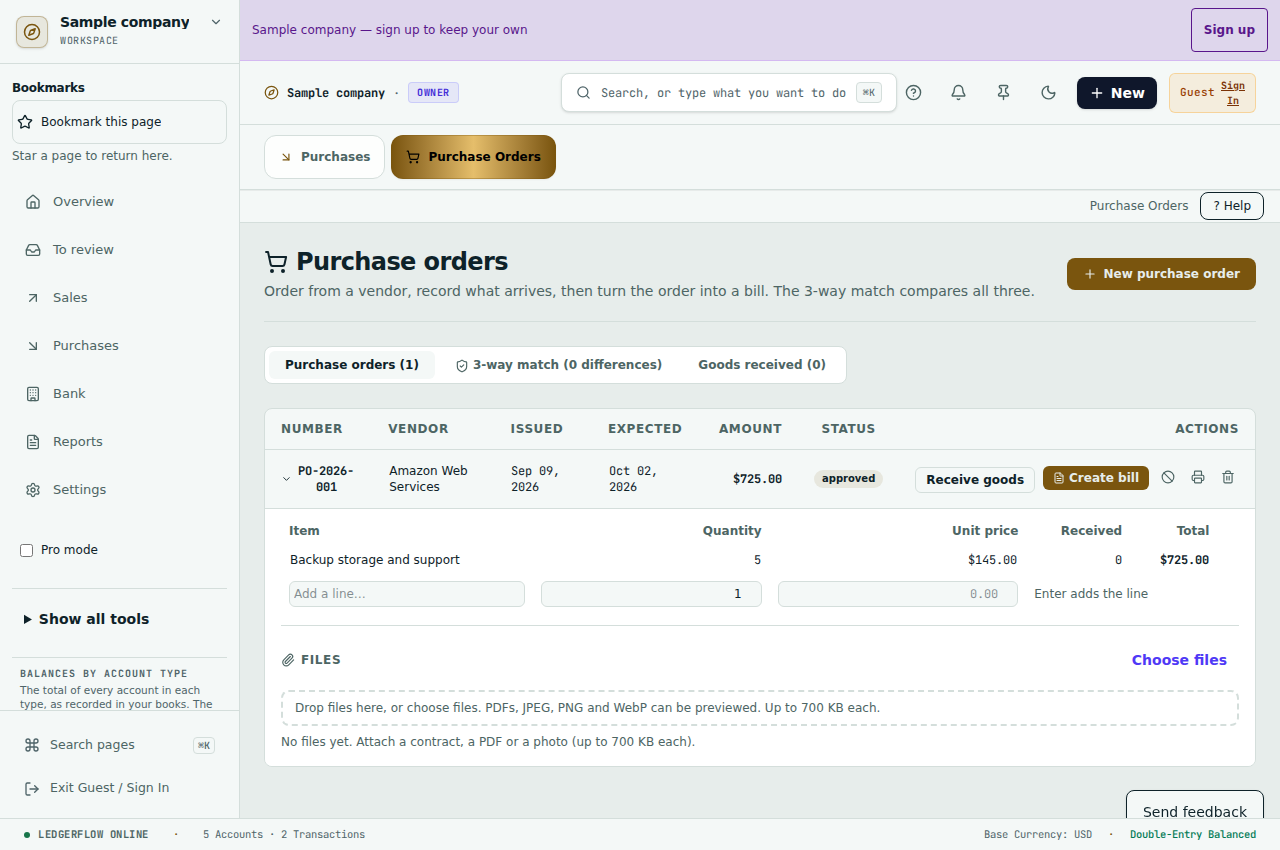 Sample company
WORKSPACE
Bookmarks
Bookmark this page
Star a page to return here.
Overview
To review
Sales
Purchases
Bank
Reports
Settings
Pro mode
Show all tools
BALANCES BY ACCOUNT TYPE
The total of every account in each
type, as recorded in your books. The
Search pages ⌘K
Exit Guest / Sign In
Sample company — sign up to keep your own
Sign up
Sample company · OWNER
Search, or type what you want to do ⌘K
New
Guest Sign In
Purchases
Purchase Orders
Purchase Orders
? Help
Purchase orders
Order from a vendor, record what arrives, then turn the order into a bill. The 3-way match compares all three.
New purchase order
Purchase orders (1)
3-way match (0 differences)
Goods received (0)
NUMBER VENDOR ISSUED EXPECTED AMOUNT STATUS ACTIONS
PO-2026-001 Amazon Web Services Sep 09, 2026 Oct 02, 2026 $725.00 approved Receive goods Create bill
Item Quantity Unit price Received Total
Backup storage and support 5 $145.00 0 $725.00
Add a line... 1 0.00 Enter adds the line
FILES
Choose files
Drop files here, or choose files. PDFs, JPEG, PNG and WebP can be previewed. Up to 700 KB each.
No files yet. Attach a contract, a PDF or a photo (up to 700 KB each).
Send feedback
LEDGERFLOW ONLINE · 5 Accounts · 2 Transactions
Base Currency: USD · Double-Entry Balanced